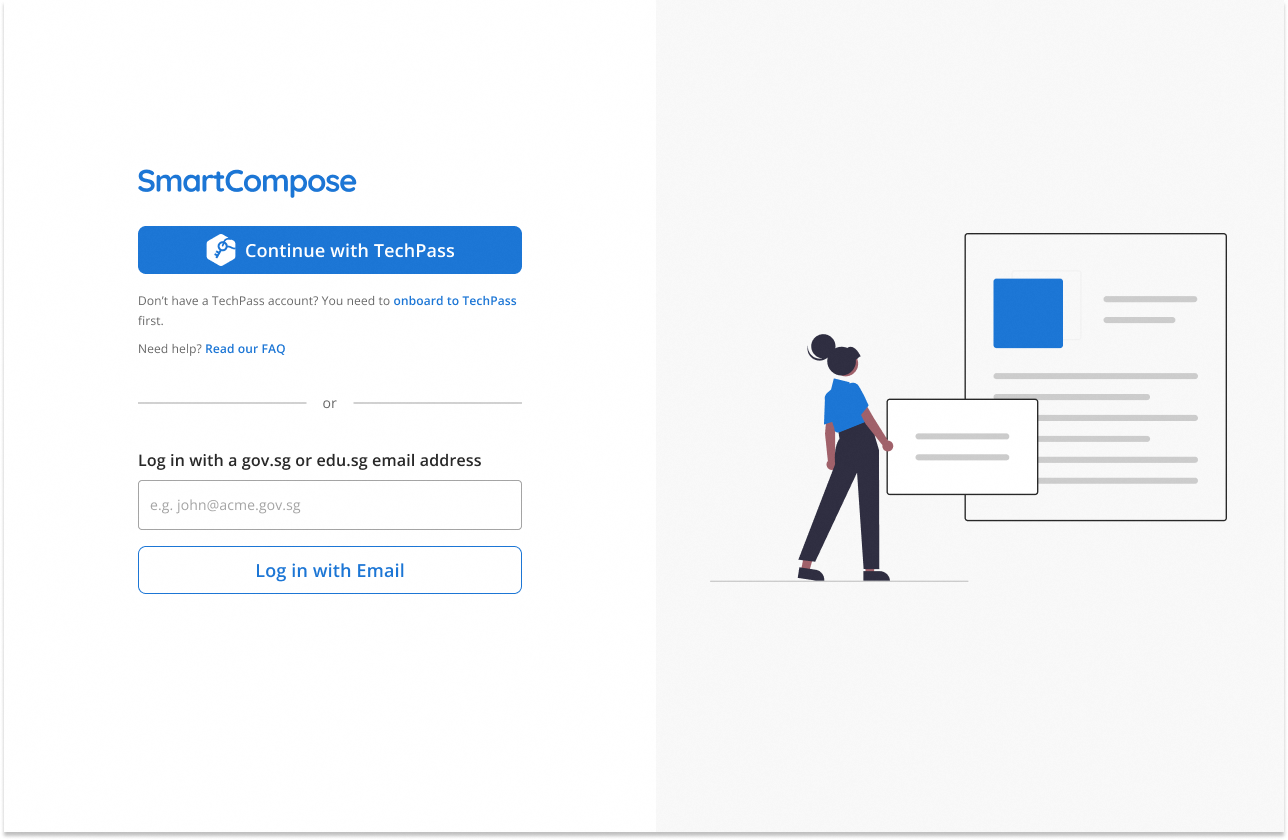 SmartCompose
Continue with TechPass
Don't have a TechPass account? You need to onboard to TechPass
first.
Need help? Read our FAQ
or
Log in with a gov.sg or edu.sg email address
e.g. john@acme.gov.sg
Log in with Email